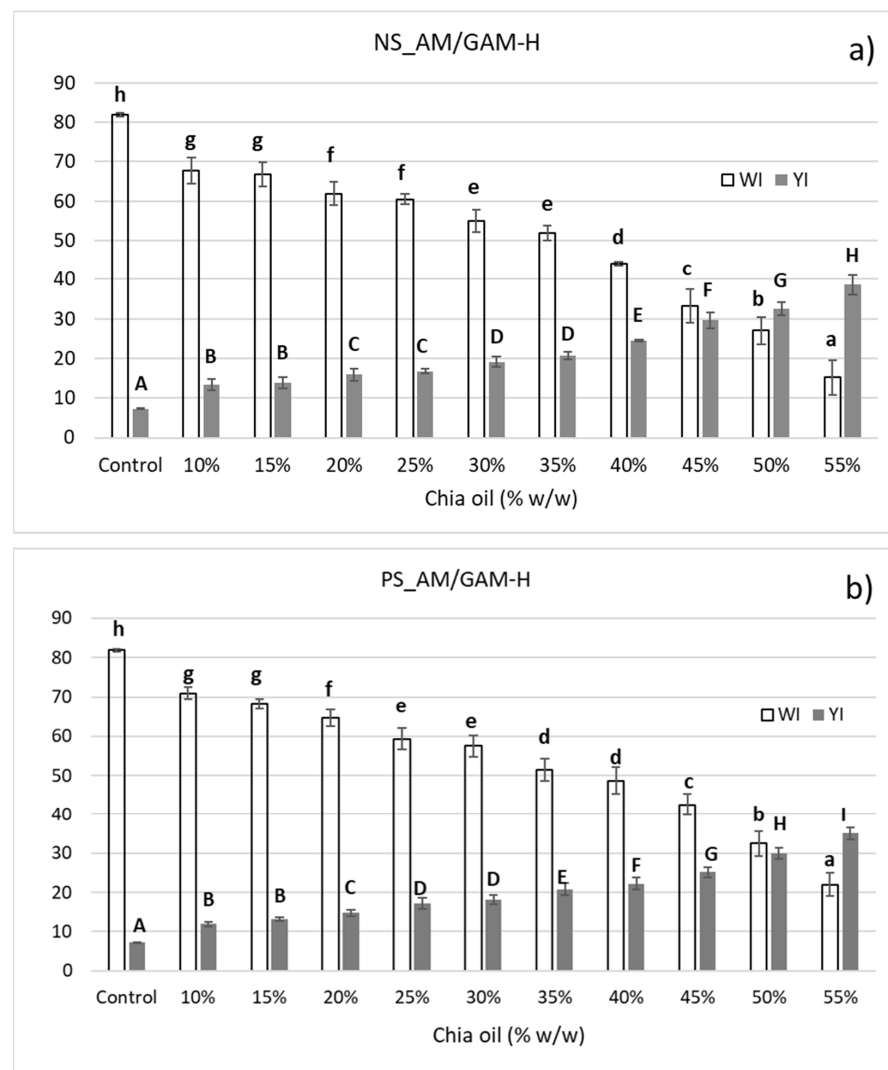 NS_AM/GAM-H
a)
90
80
70
60
50
40
30
20
10
0
h
g
g
f
f
e
e
d
c
b
a
A
B
B
C
C
D
D
E
F
G
H
WI YI
Control 10% 15% 20% 25% 30% 35% 40% 45% 50% 55%
Chia oil (% w/w)
PS_AM/GAM-H
b)
90
80
70
60
50
40
30
20
10
0
h
g
g
f
e
e
d
d
c
b
a
A
B
B
C
D
D
E
F
G
H
I
WI YI
Control 10% 15% 20% 25% 30% 35% 40% 45% 50% 55%
Chia oil (% w/w)